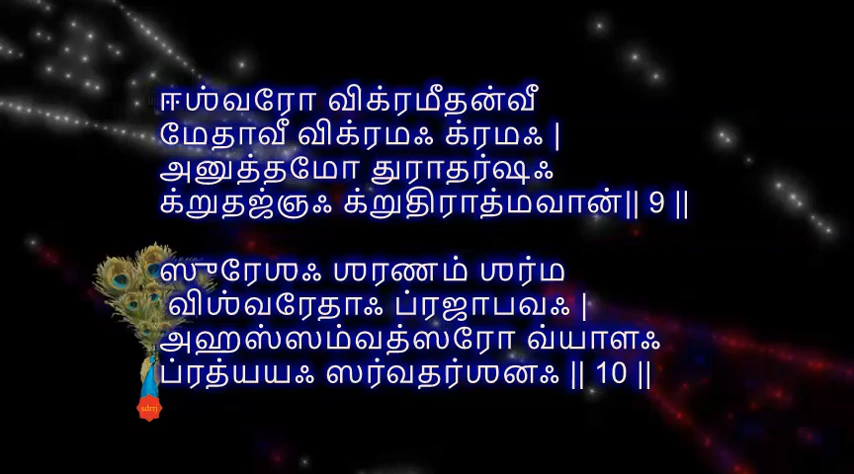 ஈஶ்வரோ விக்ரமீதன்வீ
மேதாவீ விக்ரமஃ க்ரமஃ |
அனுத்தமோ துராதர்ஷஃ
க்றுதஜ்ஞஃ க்றுதிராத்மவான்|| 9 ||
ஸுரேஶஃ ஶரணம் ஶர்ம
விஶ்வரேதாஃ ப்ரஜாபவஃ |
அஹஸ்ஸம்வத்ஸரோ வ்யாளஃ
ப்ரத்யயஃ ஸர்வதர்ஶனஃ || 10 ||